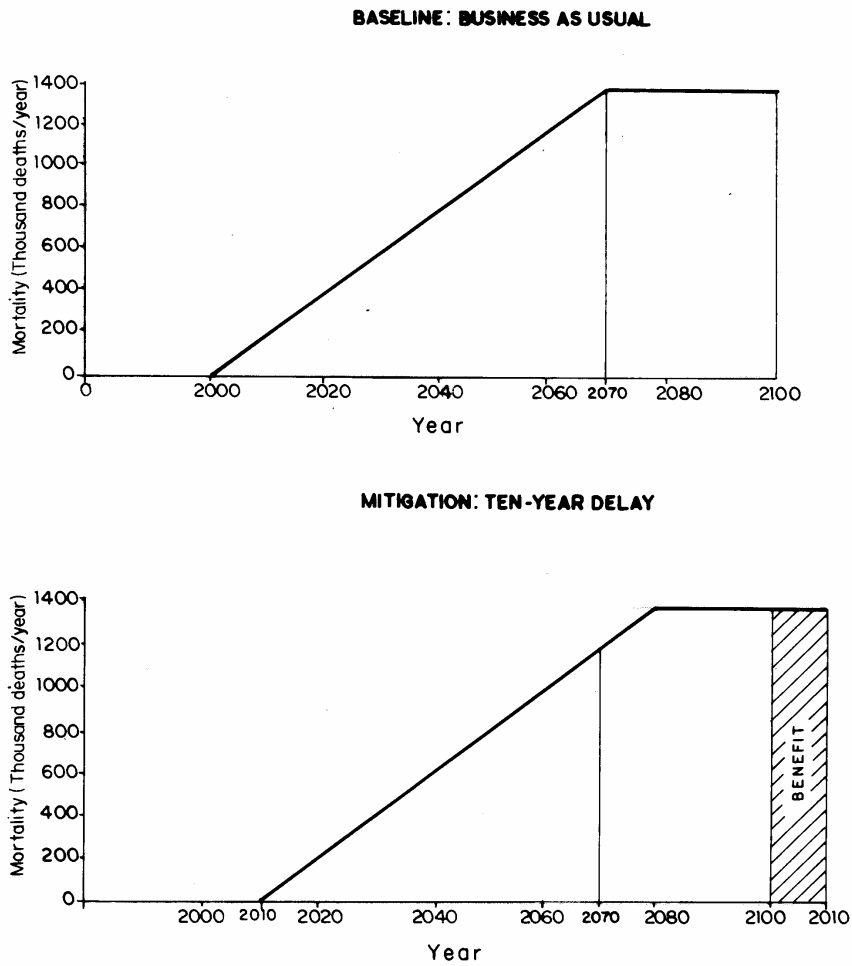 BASELINE: BUSINESS AS USUAL
Mortality (Thousand deaths/year)
1400
1200
1000
800
600
400
200
0
0 2000 2020 2040 2060 2070 2080 2100
Year
MITIGATION: TEN-YEAR DELAY
Mortality (Thousand deaths/year)
1400
1200
1000
800
600
400
200
0
BENEFIT
2000 2010 2020 2040 2060 2070 2080 2100 2010
Year